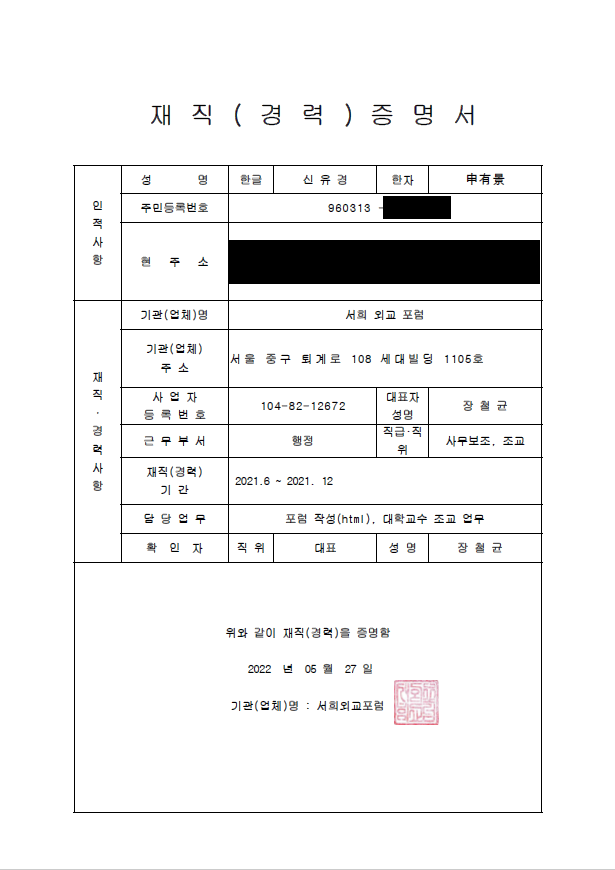 재 직 ( 경 력 ) 증 명 서
인적사항
성 명 한글 신 유 경 한자 申有景
주민등록번호 960313 -
현 주 소
재직·경력사항
기관(업체)명 서희 외교 포럼
기관(업체)
주 소
서울 중구 퇴계로 108 세대빌딩 1105호
사 업 자
등 록 번 호
104-82-12672
대표자
성명
장 철 균
근 무 부 서 행정
직급·직
위
사무보조, 조교
재직(경력)
기 간
2021.6 ~ 2021. 12
담 당 업 무 포럼 작성(html), 대학교수 조교 업무
확 인 자 직 위 대표 성 명 장 철 균
위와 같이 재직(경력)을 증명함
2022 년 05 월 27 일
기관(업체)명 : 서희외교포럼